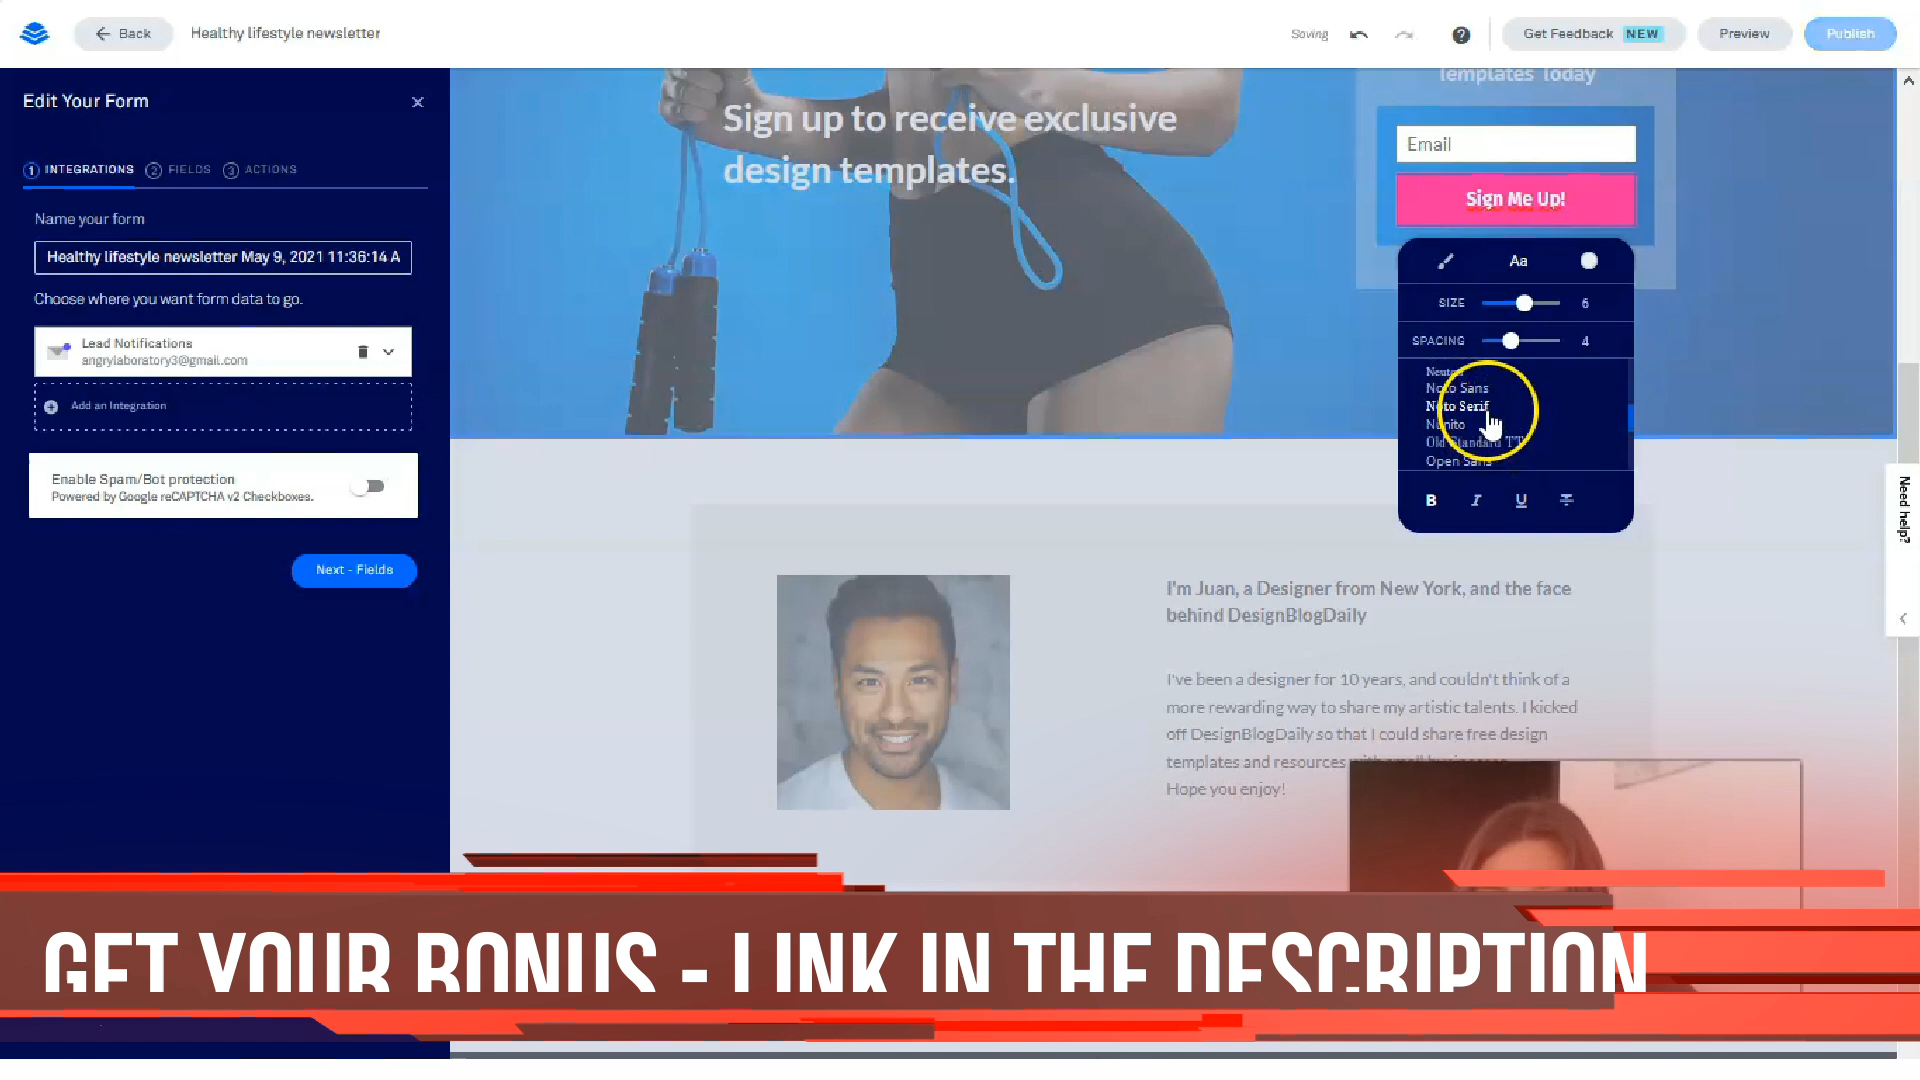 Back
Healthy lifestyle newsletter
Saving
Get Feedback NEW
Preview
Publish
Edit Your Form
1 INTEGRATIONS 2 FIELDS 3 ACTIONS
Name your form
Healthy lifestyle newsletter May 9, 2021 11:36:14 A
Choose where you want form data to go.
Lead Notifications
angrylaboratory3@gmail.com
Add an Integration
Enable Spam/Bot protection
Powered by Google reCAPTCHA v2 Checkboxes.
Next - Fields
Sign up to receive exclusive
design templates.
Templates Today
Email
Sign Me Up!
Aa
SIZE 6
SPACING 4
Neuton
Noto Sans
Noto Serif
Nunito
Old Standard TT
Open Sans
B I U
Need help?
I'm Juan, a Designer from New York, and the face
behind DesignBlogDaily
I've been a designer for 10 years, and couldn't think of a
more rewarding way to share my artistic talents. I kicked
off DesignBlogDaily so that I could share free design
templates and resources
Hope you enjoy!
GET YOUR BONUS - LINK IN THE DESCRIPTION